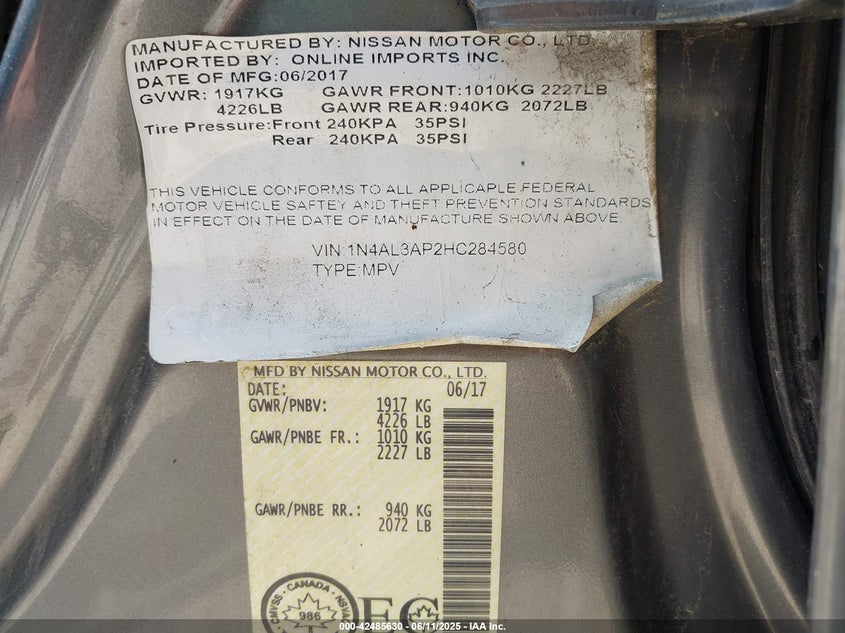 MANUFACTURED BY: NISSAN MOTOR CO., LTD.
IMPORTED BY: ONLINE IMPORTS INC.
DATE OF MFG:06/2017
GVWR: 1917KG GAWR FRONT:1010KG 2227LB
4226LB GAWR REAR:940KG 2072LB
Tire Pressure:Front 240KPA 35PSI
Rear 240KPA 35PSI
THIS VEHICLE CONFORMS TO ALL APPLICAPLE FEDERAL
MOTOR VEHICLE SAFTEY AND THEFT PREVENTION STANDARDS
IN EFFECT ON THE DATE OF MANUFACTURE SHOWN ABOVE.
VIN:1N4AL3AP2HC284580
TYPE:MPV
MFD BY NISSAN MOTOR CO., LTD.
DATE: 06/17
GVWR/PNBV: 1917 KG
4226 LB
GAWR/PNBE FR.: 1010 KG
2227 LB
GAWR/PNBE RR.: 940 KG
2072 LB
CANADA
CMVSS NSVA
986
000-42485630 - 06/11/2025 - IAA Inc.